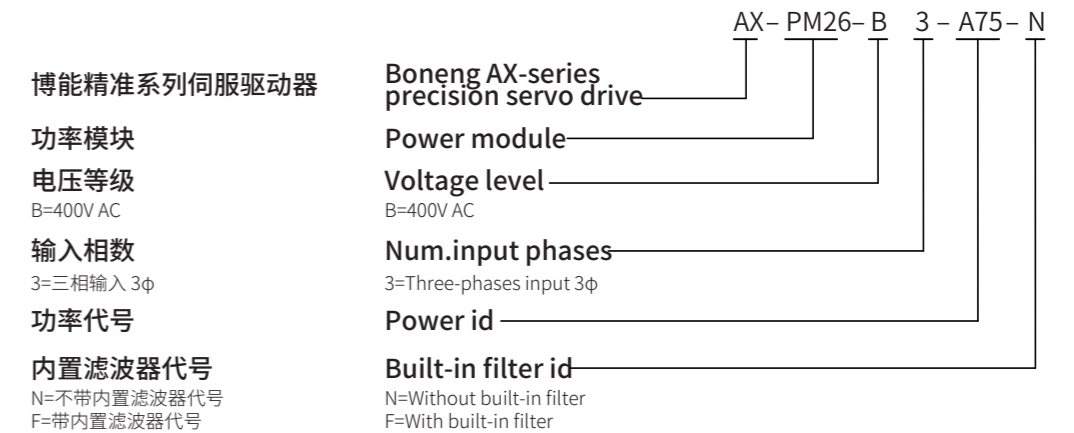 AX–PM26–B 3–A75–N
博能精准系列伺服驱动器
Boneng AX-series
precision servo drive
功率模块
Power module
电压等级
Voltage level
B=400V AC
B=400V AC
输入相数
Num.input phases
3=三相输入 3φ
3=Three-phases input 3φ
功率代号
Power id
内置滤波器代号
Built-in filter id
N=不带内置滤波器代号
N=Without built-in filter
F=带内置滤波器代号
F=With built-in filter